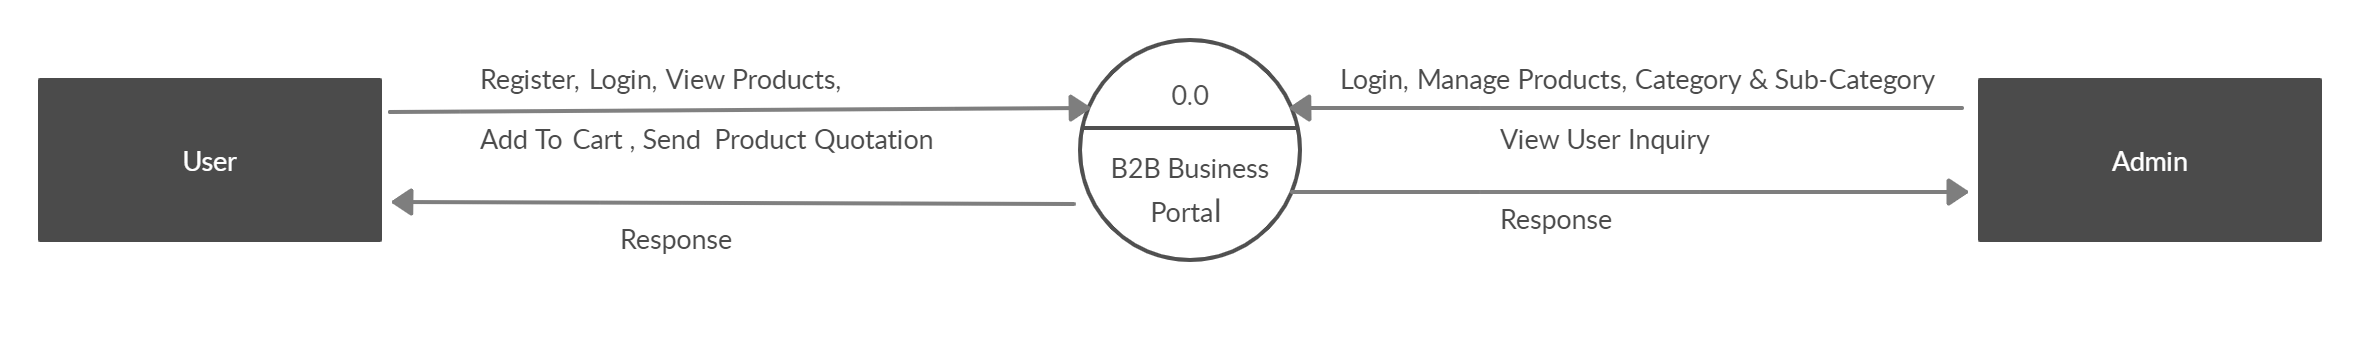 User
Register, Login, View Products,
Add To Cart , Send Product Quotation
Response
0.0
B2B Business
Portal
Login, Manage Products, Category & Sub-Category
View User Inquiry
Response
Admin